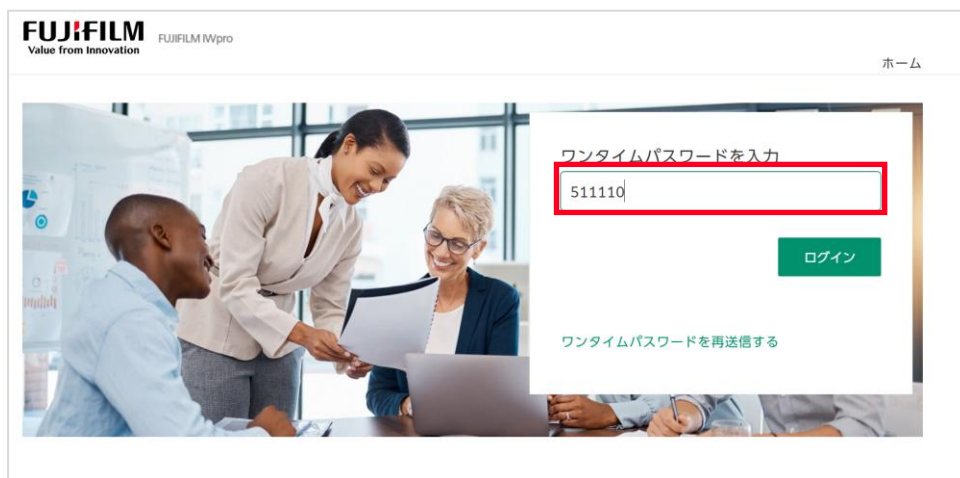 FUJIFILM
Value from Innovation
FUJIFILM IWpro
ホーム
ワンタイムパスワードを入力
511110
ログイン
ワンタイムパスワードを再送信する